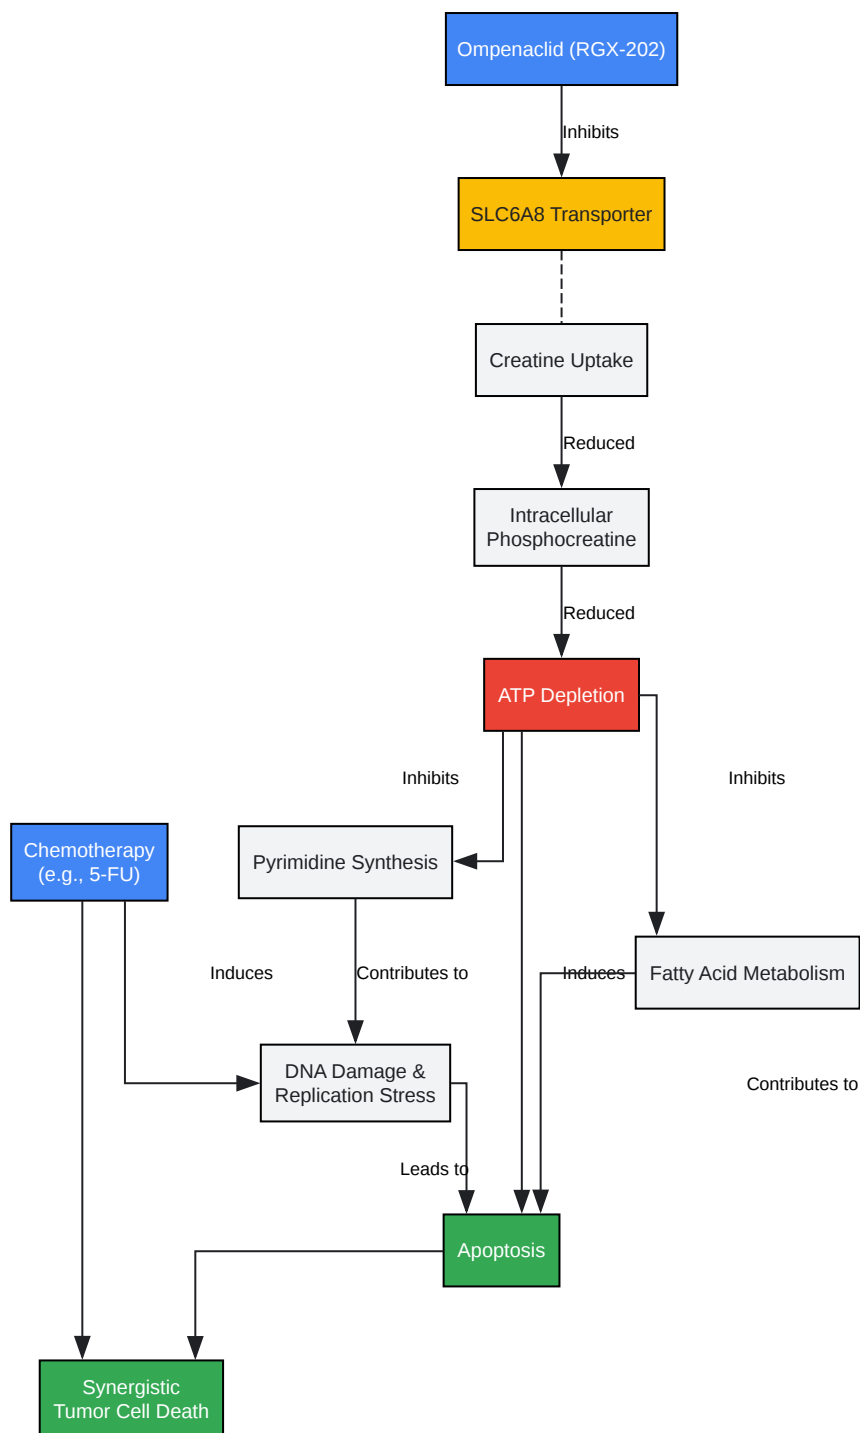 Ompenaclid (RGX-202)
Inhibits
SLC6A8 Transporter
Creatine Uptake
Reduced
Intracellular
Phosphocreatine
Reduced
ATP Depletion
Inhibits
Inhibits
Chemotherapy
(e.g., 5-FU)
Pyrimidine Synthesis
Induces
Contributes to
Induces
Fatty Acid Metabolism
DNA Damage &
Replication Stress
Contributes to
Leads to
Apoptosis
Synergistic
Tumor Cell Death